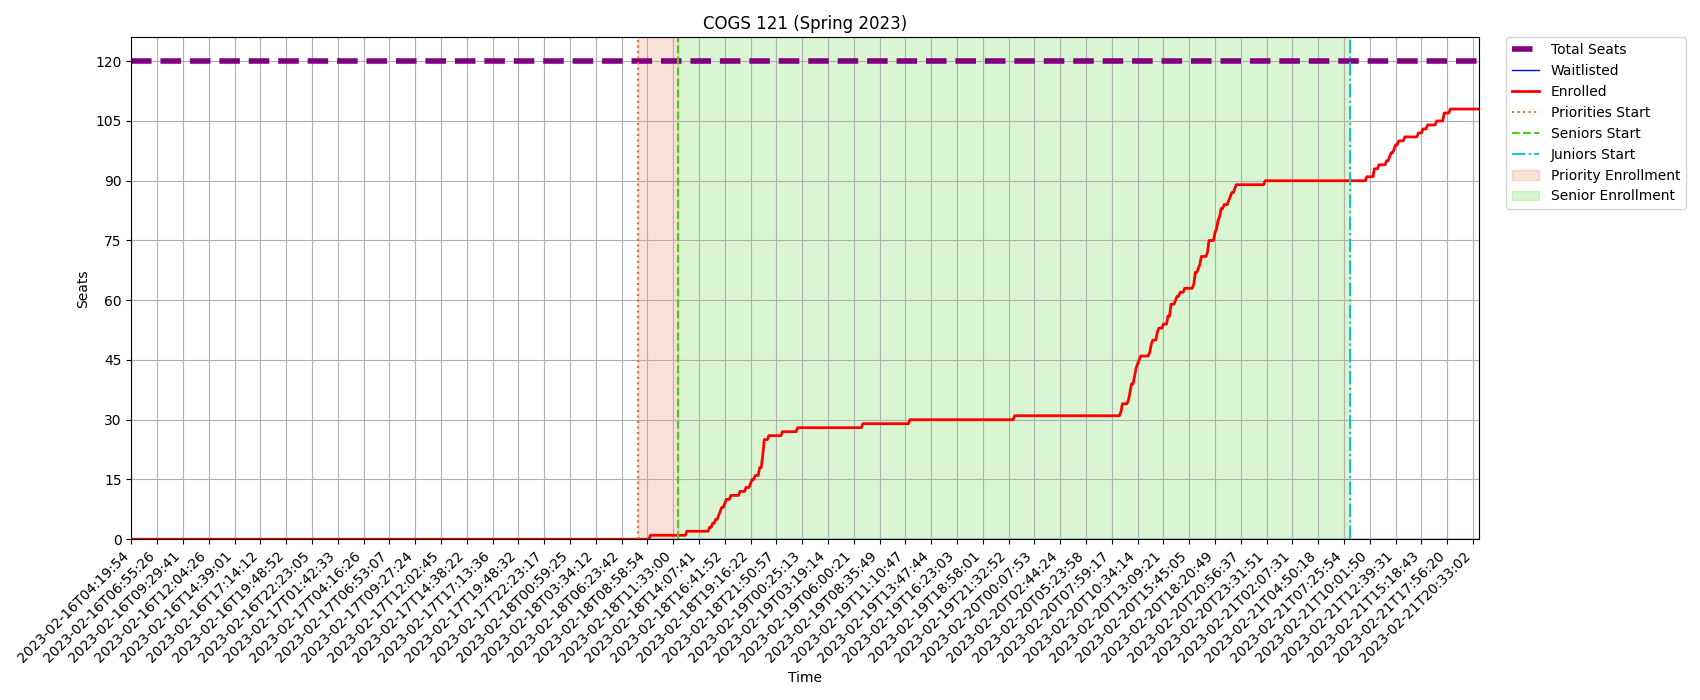 COGS 121 (Spring 2023)
120
105
90
75
60
45
30
15
0
Seats
2023-02-16T04:19:54
2023-02-16T06:55:26
2023-02-16T09:29:41
2023-02-16T12:04:26
2023-02-16T14:39:01
2023-02-16T17:14:12
2023-02-16T19:48:52
2023-02-16T22:23:05
2023-02-17T01:42:33
2023-02-17T04:16:26
2023-02-17T06:53:07
2023-02-17T09:27:24
2023-02-17T12:02:45
2023-02-17T14:38:22
2023-02-17T17:13:36
2023-02-17T19:48:32
2023-02-17T22:23:17
2023-02-18T00:59:25
2023-02-18T03:34:12
2023-02-18T06:23:42
2023-02-18T08:58:54
2023-02-18T11:33:00
2023-02-18T14:07:41
2023-02-18T16:41:52
2023-02-18T19:16:22
2023-02-18T21:50:57
2023-02-19T00:25:13
2023-02-19T03:19:14
2023-02-19T06:00:21
2023-02-19T08:35:49
2023-02-19T11:10:47
2023-02-19T13:47:44
2023-02-19T16:23:03
2023-02-19T18:58:01
2023-02-19T21:32:52
2023-02-20T00:07:53
2023-02-20T02:44:24
2023-02-20T05:23:58
2023-02-20T07:59:17
2023-02-20T10:34:14
2023-02-20T13:09:21
2023-02-20T15:45:05
2023-02-20T18:20:49
2023-02-20T20:56:37
2023-02-20T23:31:51
2023-02-21T02:07:31
2023-02-21T04:50:18
2023-02-21T07:25:54
2023-02-21T10:01:50
2023-02-21T12:39:31
2023-02-21T15:18:43
2023-02-21T17:56:20
2023-02-21T20:33:02
Time
Total Seats
Waitlisted
Enrolled
Priorities Start
Seniors Start
Juniors Start
Priority Enrollment
Senior Enrollment